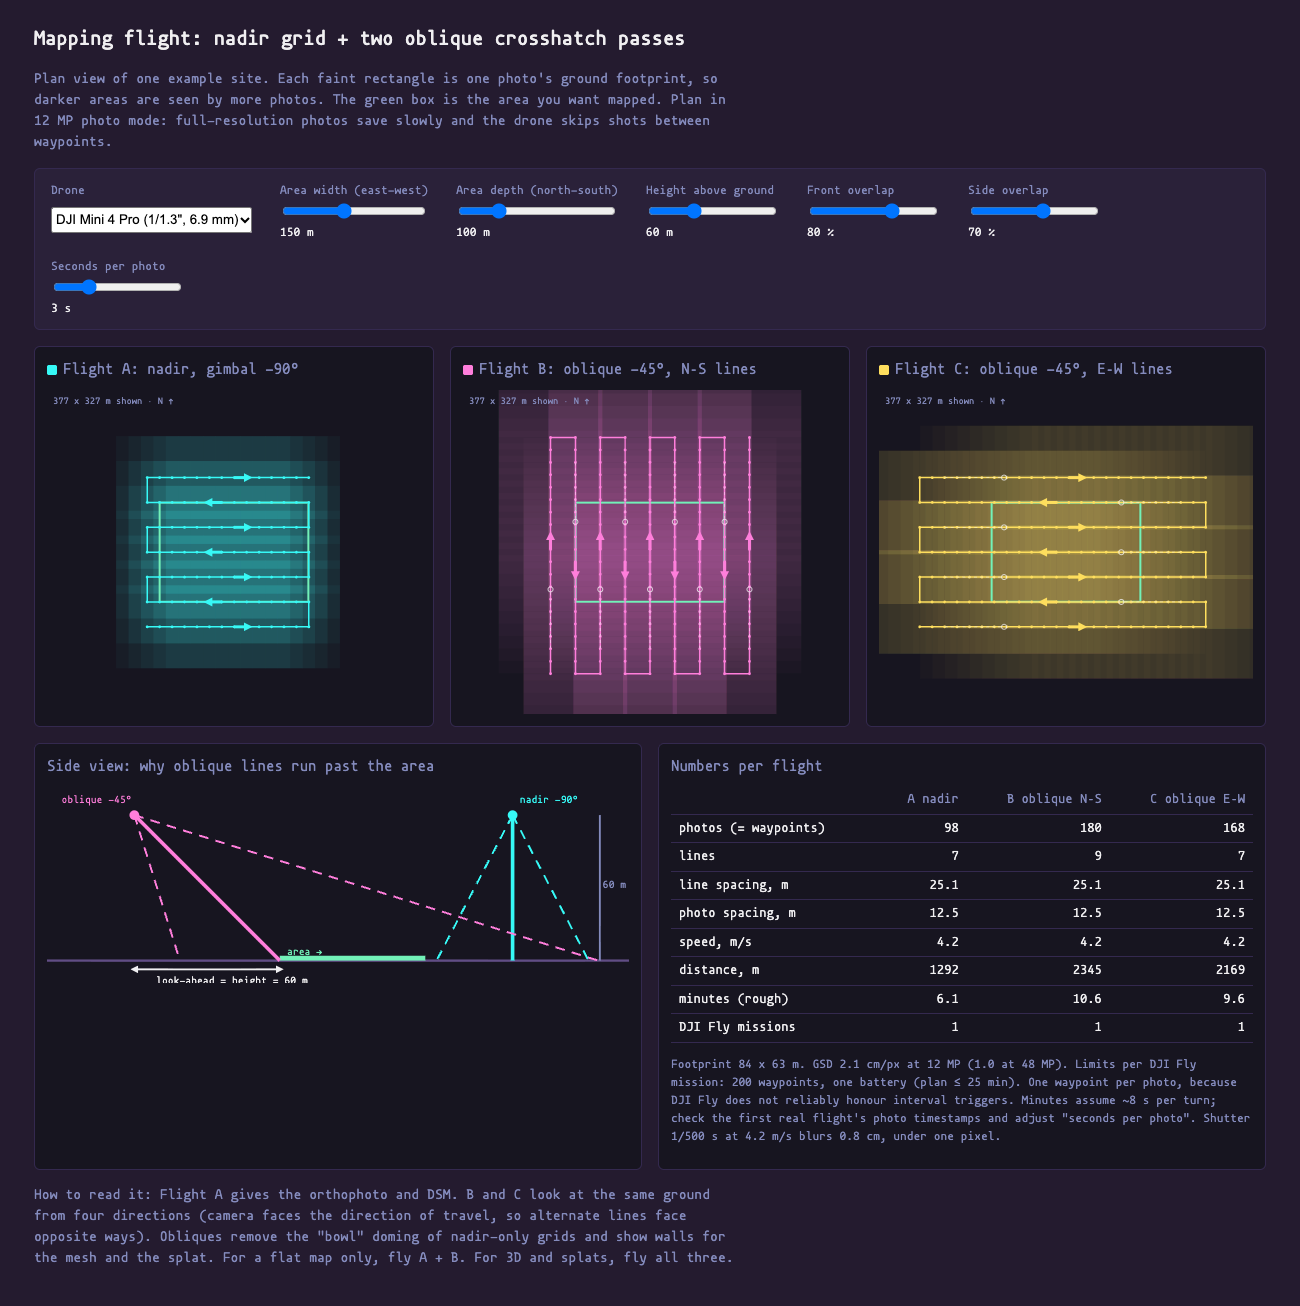 Mapping flight: nadir grid + two oblique crosshatch passes
Plan view of one example site. Each faint rectangle is one photo's ground footprint, so
darker areas are seen by more photos. The green box is the area you want mapped. Plan in
12 MP photo mode: full-resolution photos save slowly and the drone skips shots between
waypoints.
Drone
DJI Mini 4 Pro (1/1.3", 6.9 mm)
Area width (east-west)
150 m
Area depth (north-south)
100 m
Height above ground
60 m
Front overlap
80 %
Side overlap
70 %
Seconds per photo
3 s
Flight A: nadir, gimbal -90°
377 x 327 m shown · N ↑
Flight B: oblique -45°, N-S lines
377 x 327 m shown · N ↑
Flight C: oblique -45°, E-W lines
377 x 327 m shown · N ↑
Side view: why oblique lines run past the area
oblique -45°
nadir -90°
60 m
area →
look-ahead = height = 60 m
Numbers per flight
A nadir B oblique N-S C oblique E-W
photos (= waypoints) 98 180 168
lines 7 9 7
line spacing, m 25.1 25.1 25.1
photo spacing, m 12.5 12.5 12.5
speed, m/s 4.2 4.2 4.2
distance, m 1292 2345 2169
minutes (rough) 6.1 10.6 9.6
DJI Fly missions 1 1 1
Footprint 84 x 63 m. GSD 2.1 cm/px at 12 MP (1.0 at 48 MP). Limits per DJI Fly
mission: 200 waypoints, one battery (plan ≤ 25 min). One waypoint per photo, because
DJI Fly does not reliably honour interval triggers. Minutes assume ~8 s per turn;
check the first real flight's photo timestamps and adjust "seconds per photo". Shutter
1/500 s at 4.2 m/s blurs 0.8 cm, under one pixel.
How to read it: Flight A gives the orthophoto and DSM. B and C look at the same ground
from four directions (camera faces the direction of travel, so alternate lines face
opposite ways). Obliques remove the "bowl" doming of nadir-only grids and show walls for
the mesh and the splat. For a flat map only, fly A + B. For 3D and splats, fly all three.